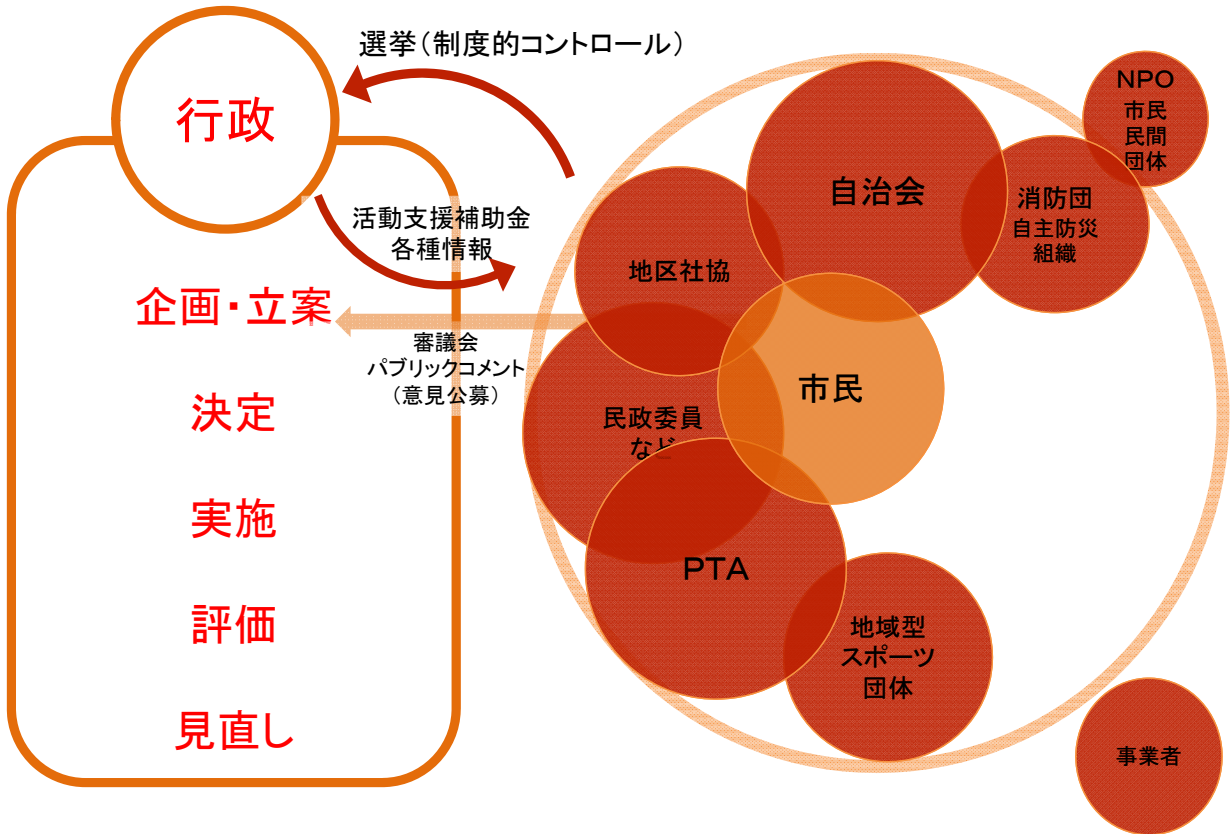 選挙(制度的コントロール)
行政
活動支援補助金
各種情報
企画・立案
審議会
パブリックコメント
(意見公募)
決定
実施
評価
見直し
自治会
NPO
市民
民間
団体
消防団
自主防災
組織
地区社協
市民
民政委員
など
PTA
地域型
スポーツ
団体
事業者